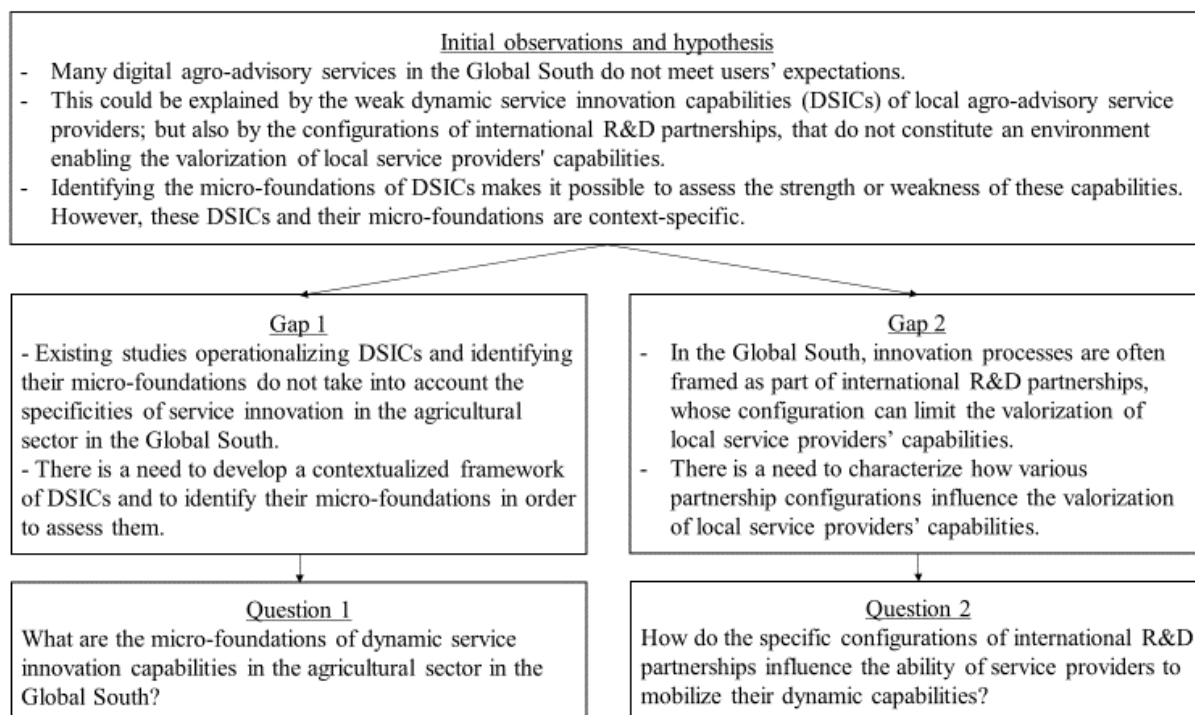 Initial observations and hypothesis
- Many digital agro-advisory services in the Global South do not meet users’ expectations.
- This could be explained by the weak dynamic service innovation capabilities (DSICs) of local agro-advisory service
providers; but also by the configurations of international R&D partnerships, that do not constitute an environment
enabling the valorization of local service providers' capabilities.
- Identifying the micro-foundations of DSICs makes it possible to assess the strength or weakness of these capabilities.
However, these DSICs and their micro-foundations are context-specific.
Gap 1
- Existing studies operationalizing DSICs and identifying
their micro-foundations do not take into account the
specificities of service innovation in the agricultural
sector in the Global South.
- There is a need to develop a contextualized framework
of DSICs and to identify their micro-foundations in order
to assess them.
Gap 2
- In the Global South, innovation processes are often
framed as part of international R&D partnerships,
whose configuration can limit the valorization of
local service providers’ capabilities.
- There is a need to characterize how various
partnership configurations influence the valorization
of local service providers’ capabilities.
Question 1
What are the micro-foundations of dynamic service
innovation capabilities in the agricultural sector in the
Global South?
Question 2
How do the specific configurations of international R&D
partnerships influence the ability of service providers to
mobilize their dynamic capabilities?